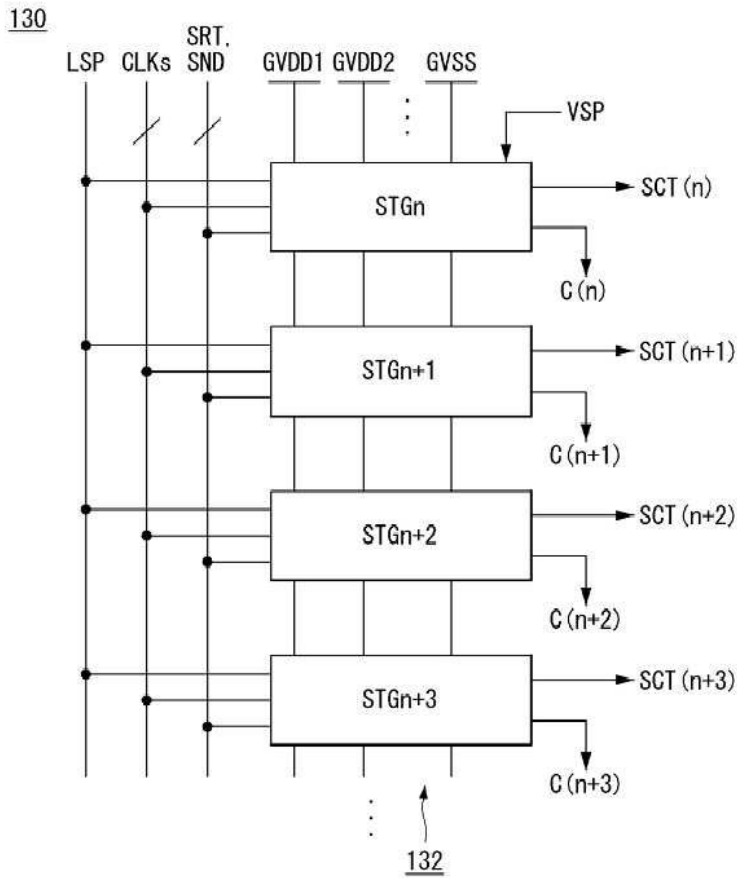 130
SRT,
LSP CLKs SND GVDD1 GVDD2 GVSS
VSP
STGn
SCT(n)
C(n)
STGn+1
SCT(n+1)
C(n+1)
STGn+2
SCT(n+2)
C(n+2)
STGn+3
SCT(n+3)
C(n+3)
132